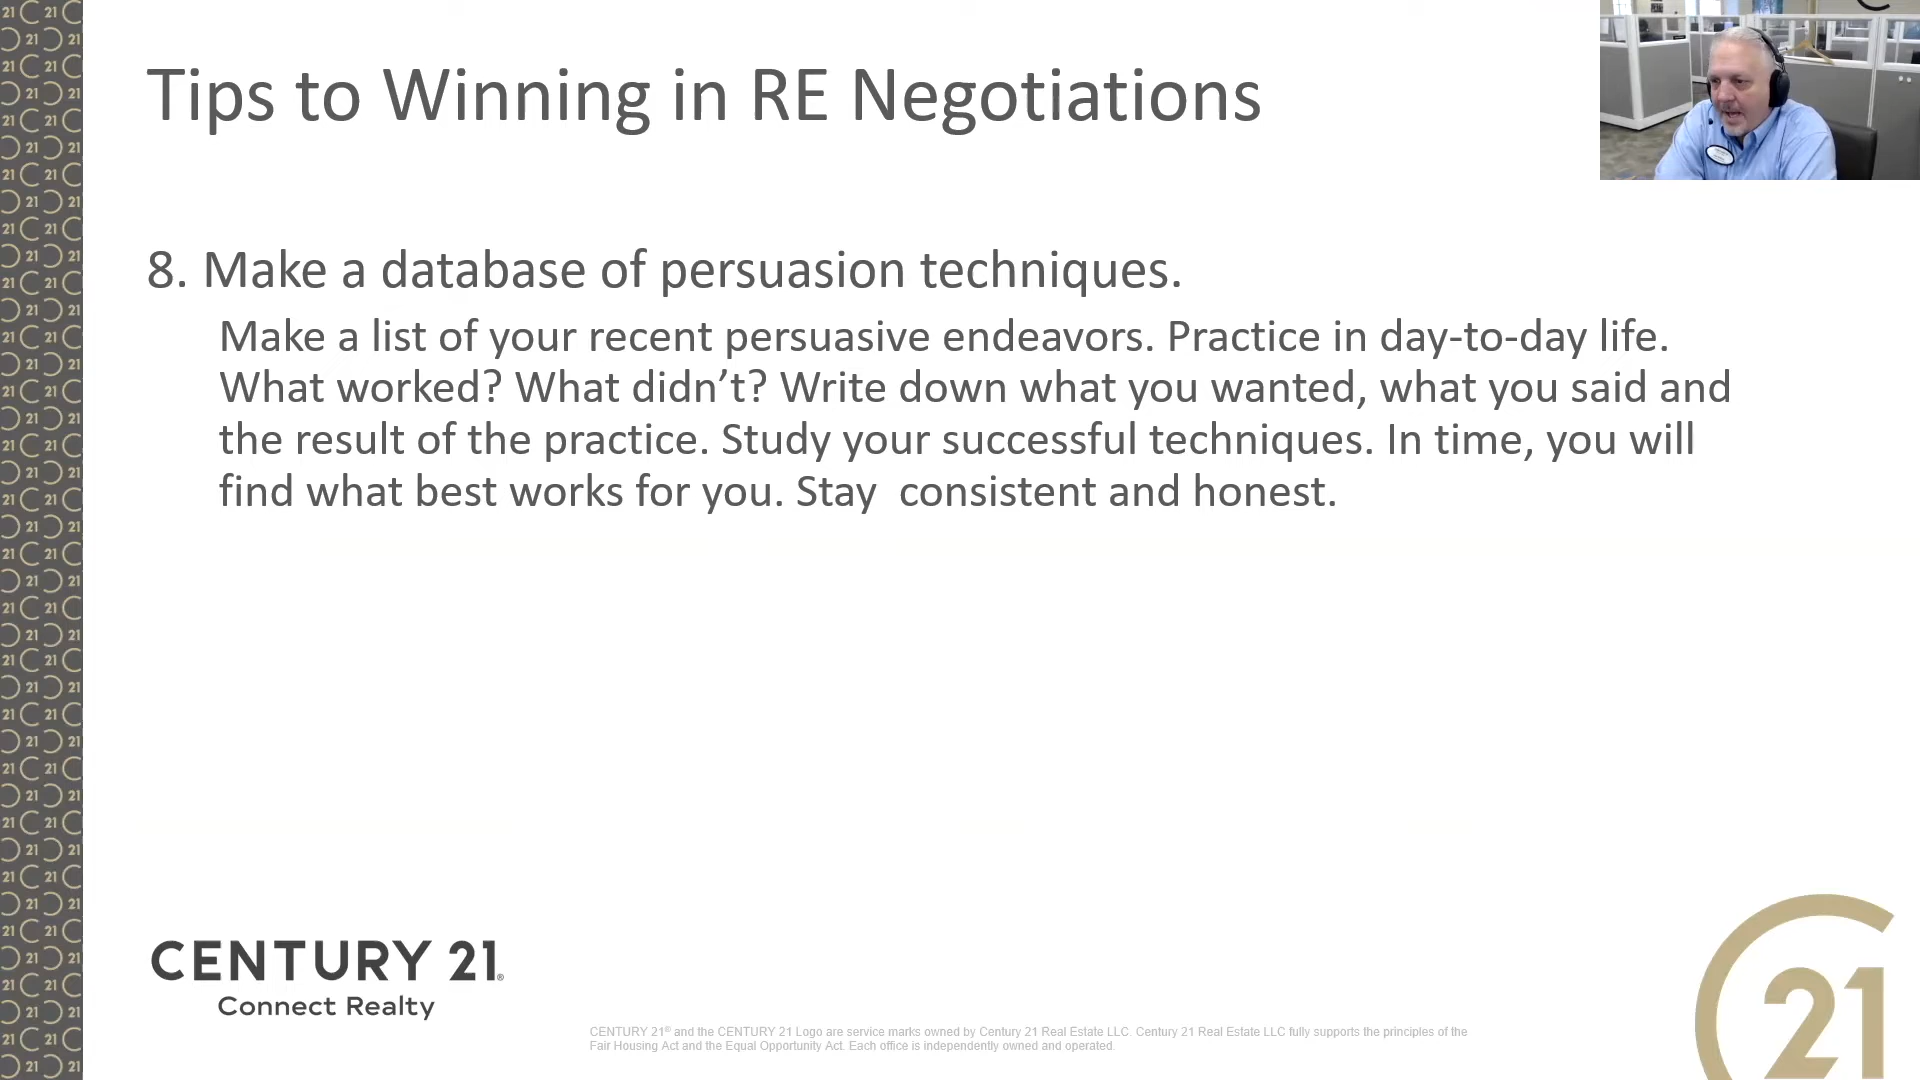 Tips to Winning in RE Negotiations
8. Make a database of persuasion techniques.
Make a list of your recent persuasive endeavors. Practice in day-to-day life.
What worked? What didn’t? Write down what you wanted, what you said and
the result of the practice. Study your successful techniques. In time, you will
find what best works for you. Stay  consistent and honest.
CENTURY 21®
Connect Realty
CENTURY 21® and the CENTURY 21 Logo are service marks owned by Century 21 Real Estate LLC. Century 21 Real Estate LLC fully supports the principles of the
Fair Housing Act and the Equal Opportunity Act. Each office is independently owned and operated.
C21